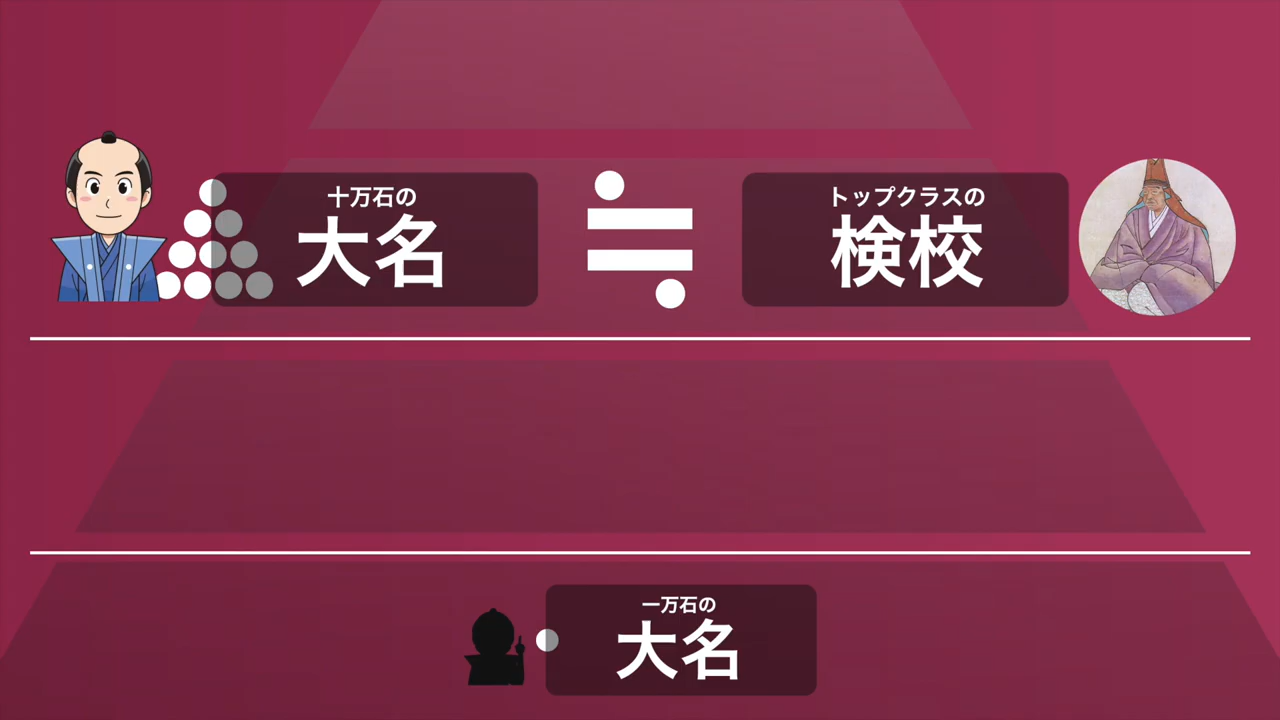 十万石の
大名
≒
トップクラスの
検校
一万石の
大名